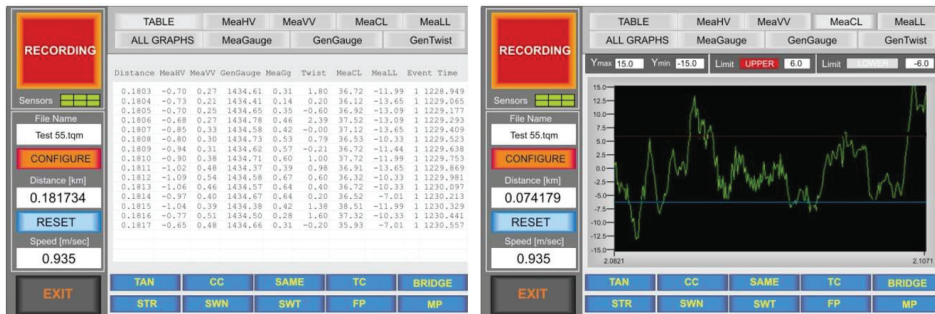 RECORDING
Sensors
File Name
Test 55.tqm
CONFIGURE
Distance [km]
0.181734
RESET
Speed [m/sec]
0.935
EXIT
TABLE MeaHV MeaVV MeaCL MeaLL
ALL GRAPHS MeaGauge GenGauge GenTwist
Distance MeaHV MeaVV GenGauge MeaGg Twist MeaCL MeaLL Event Time
0.1803 -0.70 0.27 1434.61 0.31 1.80 36.72 -11.99 1 1228.949
0.1804 -0.73 0.21 1434.41 0.14 0.20 36.12 -13.65 1 1229.065
0.1805 -0.70 0.25 1434.65 0.35 -0.60 36.92 -13.09 1 1229.177
0.1806 -0.68 0.27 1434.78 0.46 2.39 37.52 -13.09 1 1229.293
0.1807 -0.85 0.33 1434.58 0.42 -0.00 37.12 -13.65 1 1229.409
0.1808 -0.80 0.30 1434.73 0.53 0.79 36.53 -10.33 1 1229.523
0.1809 -0.94 0.31 1434.62 0.57 -0.21 36.72 -11.44 1 1229.638
0.1810 -0.90 0.38 1434.71 0.60 1.00 37.72 -11.99 1 1229.753
0.1811 -1.02 0.48 1434.37 0.39 0.98 36.91 -13.65 1 1229.869
0.1812 -1.09 0.54 1434.58 0.67 0.60 36.32 -10.33 1 1229.981
0.1813 -1.06 0.46 1434.57 0.64 0.40 36.72 -10.33 1 1230.097
0.1814 -0.97 0.40 1434.67 0.64 0.20 36.52 -7.01 1 1230.213
0.1815 -1.04 0.39 1434.38 0.42 1.38 38.51 -11.99 1 1230.329
0.1816 -0.77 0.51 1434.50 0.28 1.60 37.32 -10.33 1 1230.441
0.1817 -0.65 0.48 1434.66 0.31 -0.20 35.93 -7.01 1 1230.557
TAN CC SAME TC BRIDGE
STR SWN SWT FP MP
RECORDING
Sensors
File Name
Test 55.tqm
CONFIGURE
Distance [km]
0.074179
RESET
Speed [m/sec]
0.935
EXIT
TABLE MeaHV MeaVV MeaCL MeaLL
ALL GRAPHS MeaGauge GenGauge GenTwist
Ymax 15.0 Ymin -15.0 Limit UPPER 6.0 Limit LOWER -6.0
15.0
10.0
7.5
5.0
2.5
0.0
-2.5
-5.0
-7.5
-10.0
-12.5
-15.0
2.0821 2.1071
TAN CC SAME TC BRIDGE
STR SWN SWT FP MP